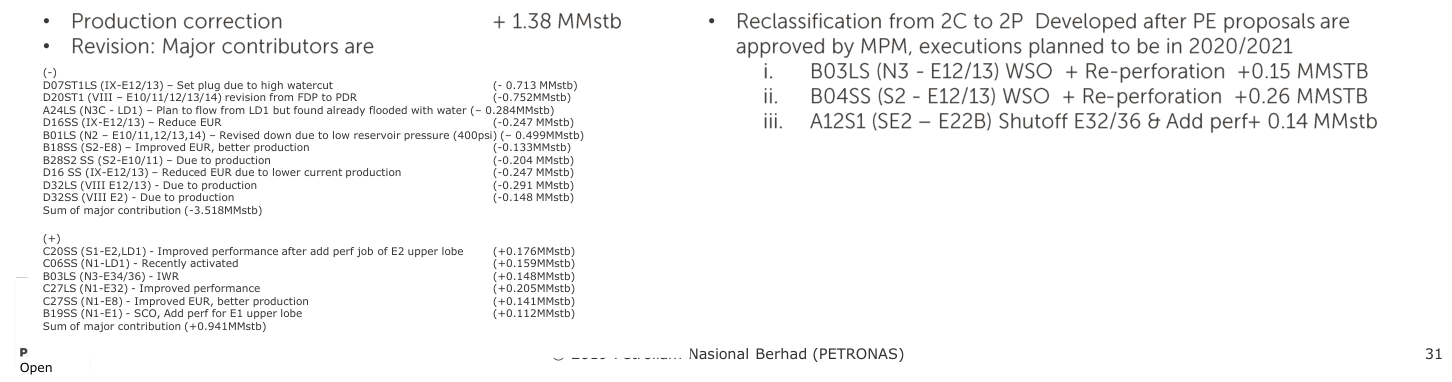 • Production correction + 1.38 MMstb
• Revision: Major contributors are
(-)
D07ST1LS (IX-E12/13) – Set plug due to high watercut (- 0.713 MMstb)
D20ST1 (VIII – E10/11/12/13/14) revision from FDP to PDR (-0.752MMstb)
A24LS (N3C - LD1) – Plan to flow from LD1 but found already flooded with water (– 0.284MMstb)
D16SS (IX-E12/13) – Reduce EUR (-0.247 MMstb)
B01LS (N2 – E10/11,12,13,14) – Revised down due to low reservoir pressure (400psi) (– 0.499MMstb)
B18SS (S2-E8) – Improved EUR, better production (-0.133MMstb)
B28S2 SS (S2-E10/11) – Due to production (-0.204 MMstb)
D16 SS (IX-E12/13) – Reduced EUR due to lower current production (-0.247 MMstb)
D32LS (VIII E12/13) - Due to production (-0.291 MMstb)
D32SS (VIII E2) - Due to production (-0.148 MMstb)
Sum of major contribution (-3.518MMstb)
(+)
C20SS (S1-E2,LD1) - Improved performance after add perf job of E2 upper lobe (+0.176MMstb)
C06SS (N1-LD1) - Recently activated (+0.159MMstb)
B03LS (N3-E34/36) - IWR (+0.148MMstb)
C27LS (N1-E32) - Improved performance (+0.205MMstb)
C27SS (N1-E8) - Improved EUR, better production (+0.141MMstb)
B19SS (N1-E1) - SCO, Add perf for E1 upper lobe (+0.112MMstb)
Sum of major contribution (+0.941MMstb)
• Reclassification from 2C to 2P Developed after PE proposals are
approved by MPM, executions planned to be in 2020/2021
i. B03LS (N3 - E12/13) WSO + Re-perforation +0.15 MMSTB
ii. B04SS (S2 - E12/13) WSO + Re-perforation +0.26 MMSTB
iii. A12S1 (SE2 – E22B) Shutoff E32/36 & Add perf+ 0.14 MMstb
P
Open
Nasional Berhad (PETRONAS)
31